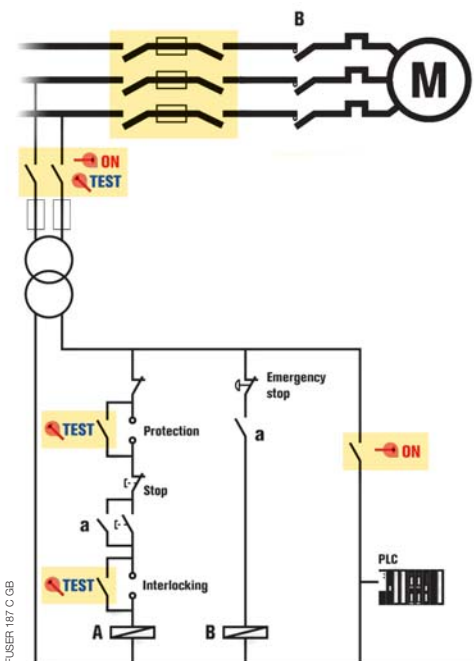 B
M
ON
TEST
Emergency
stop
TEST
Protection
a
ON
Stop
a
PLC
TEST
Interlocking
A
B
FUSER 187 C GB